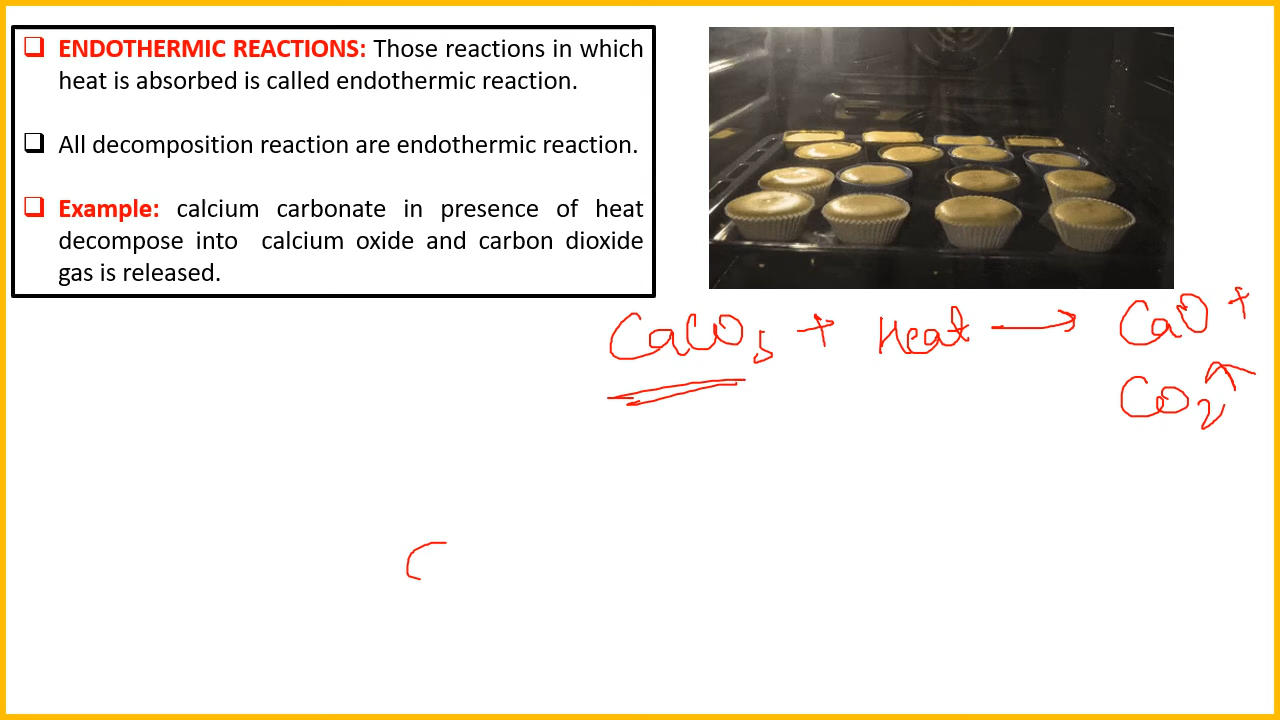 ENDOTHERMIC REACTIONS: Those reactions in which
heat is absorbed is called endothermic reaction.
All decomposition reaction are endothermic reaction.
Example: calcium carbonate in presence of heat
decompose into calcium oxide and carbon dioxide
gas is released.
CaCO₃ + Heat → CaO +
CO₂ ↑